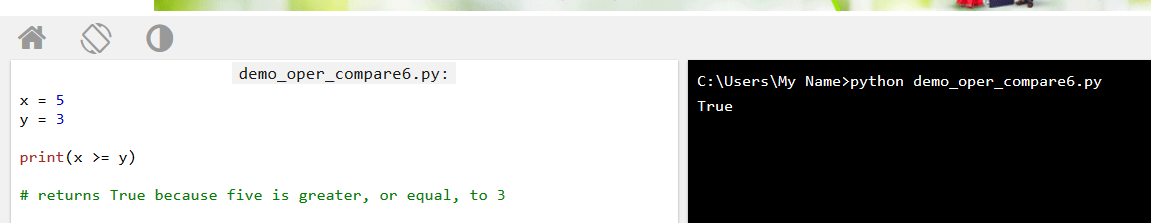 demo_oper_compare6.py:
x = 5
y = 3
print(x >= y)
# returns True because five is greater, or equal, to 3
C:\Users\My Name>python demo_oper_compare6.py
True